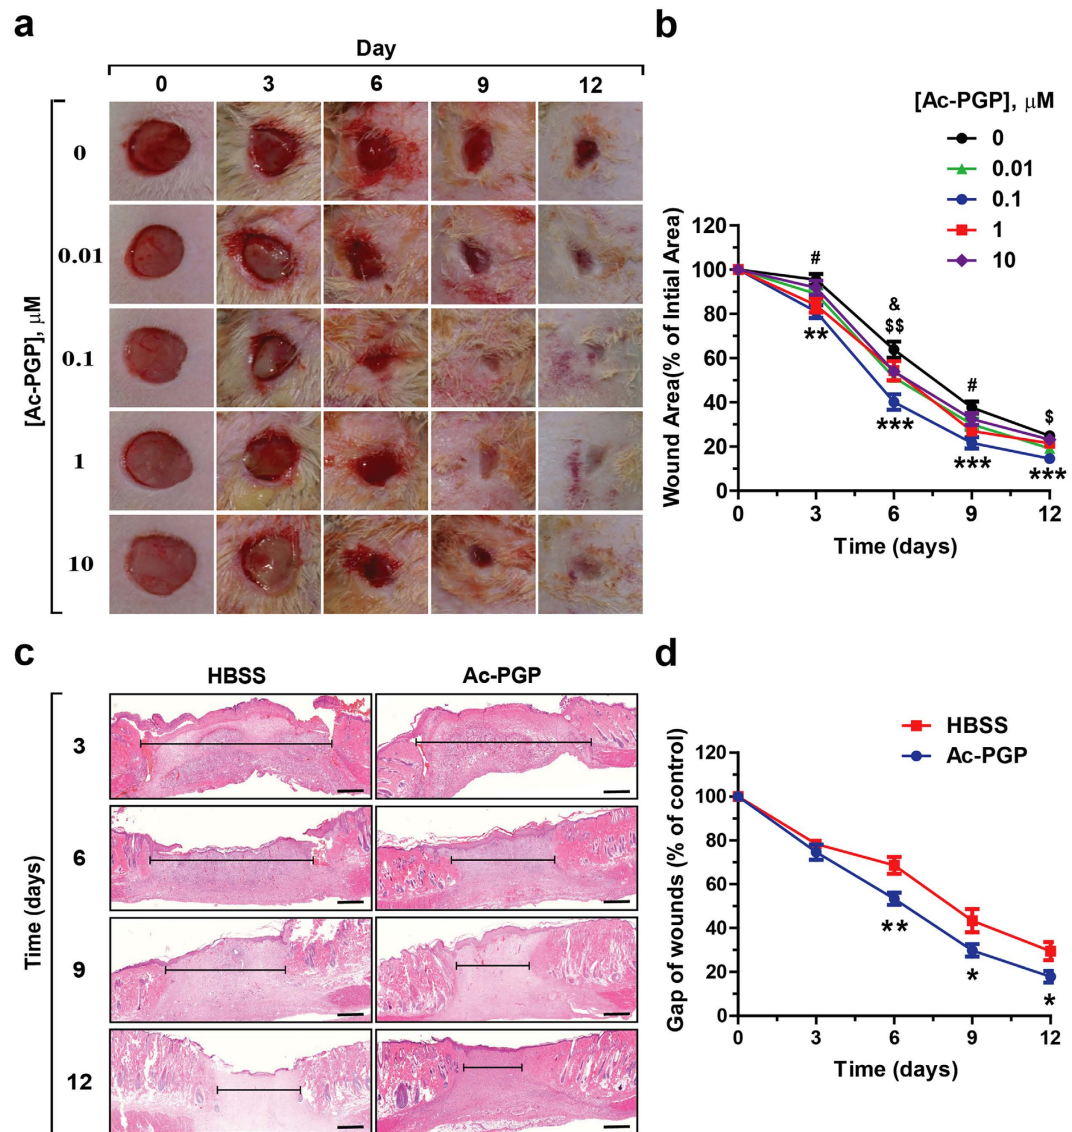 a
Day
0 3 6 9 12
[Ac-PGP], μM
0
0.01
0.1
1
10
b
[Ac-PGP], μM
0
0.01
0.1
1
10
Wound Area(% of Intial Area)
120
100
80
60
40
20
0
#
**
&
$$
***
#
***
$
***
0 3 6 9 12
Time (days)
c
HBSS Ac-PGP
Time (days)
3
6
9
12
d
HBSS
Ac-PGP
Gap of wounds (% of control)
120
100
80
60
40
20
0
**
*
*
0 3 6 9 12
Time (days)